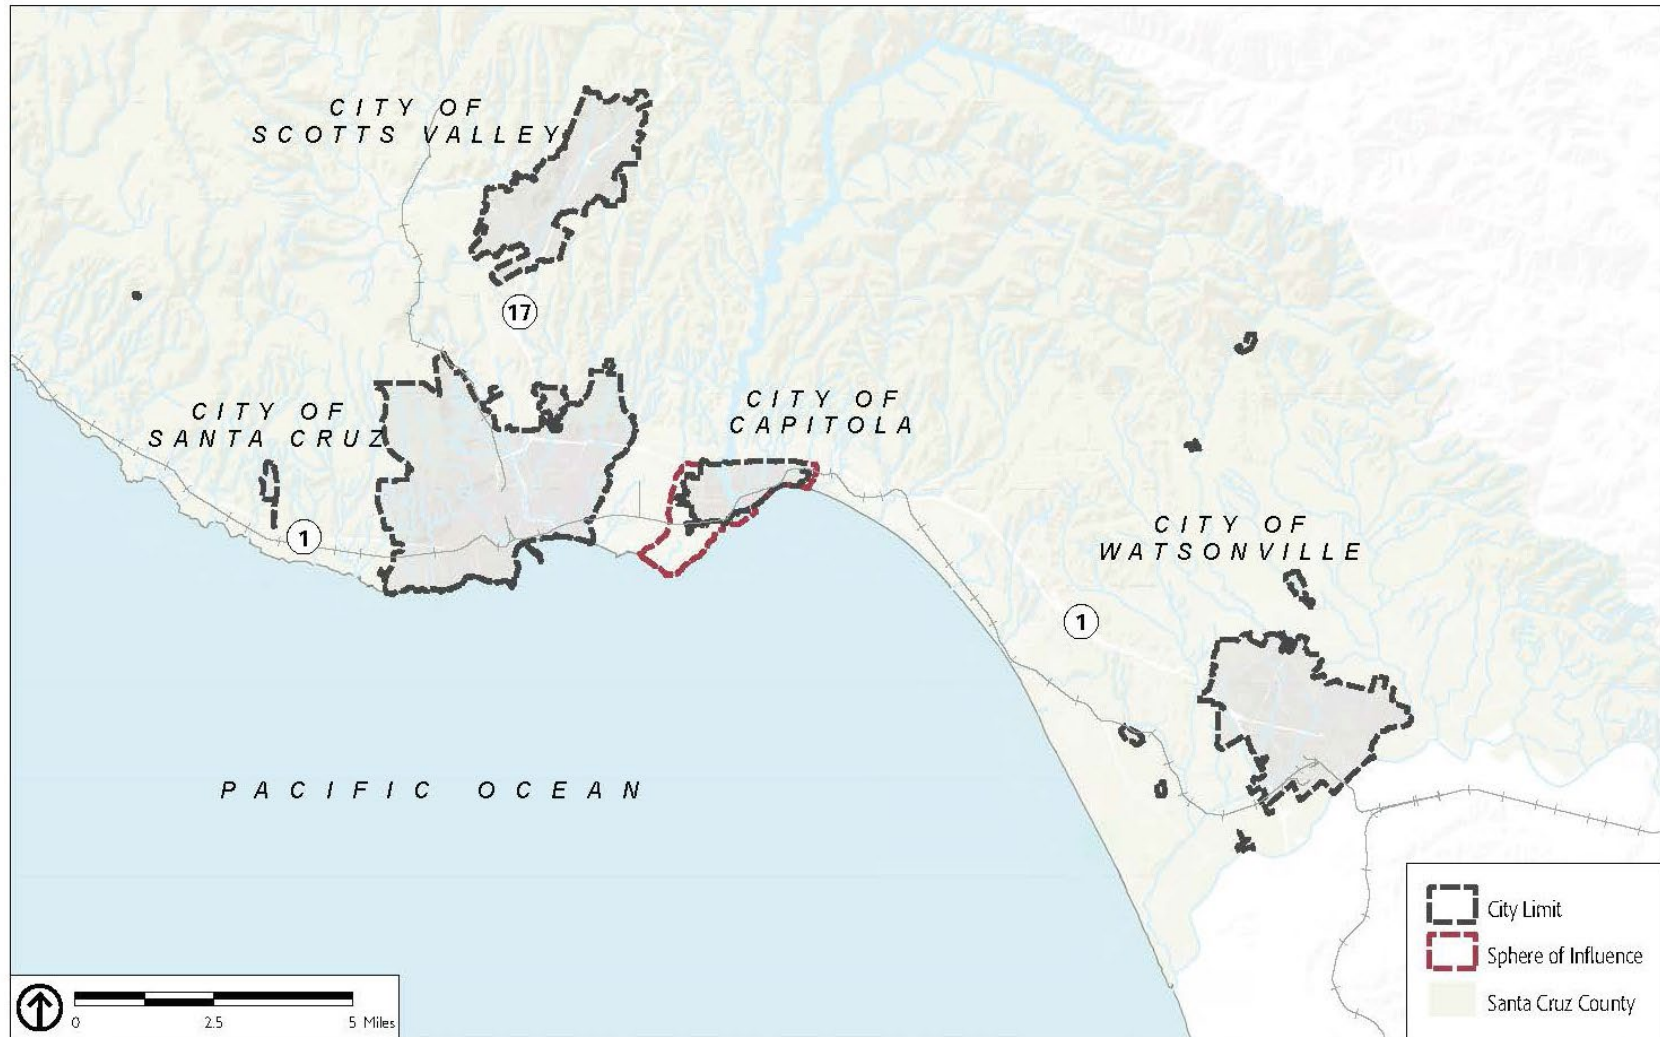 CITY OF
SCOTTS VALLEY
17
CITY OF
SANTA CRUZ
CITY OF
CAPITOLA
1
CITY OF
WATSONVILLE
1
PACIFIC OCEAN
City Limit
Sphere of Influence
Santa Cruz County
0 2.5 5 Miles